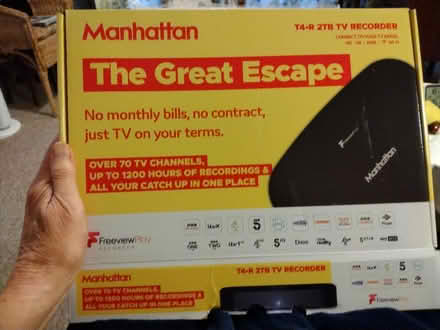 Manhattan
T4-R 2TB TV RECORDER
The Great Escape
No monthly bills, no contract,
just TV on your terms.
OVER 70 TV CHANNELS,
UP TO 1200 HOURS OF RECORDINGS &
ALL YOUR CATCH UP IN ONE PLACE
Manhattan
FreeviewPlay
RECORDER
5
Manhattan
T4-R 2TB TV RECORDER
OVER 70 TV CHANNELS,
UP TO 1200 HOURS OF RECORDINGS &
ALL YOUR CATCH UP IN ONE PLACE
5
FreeviewPlay